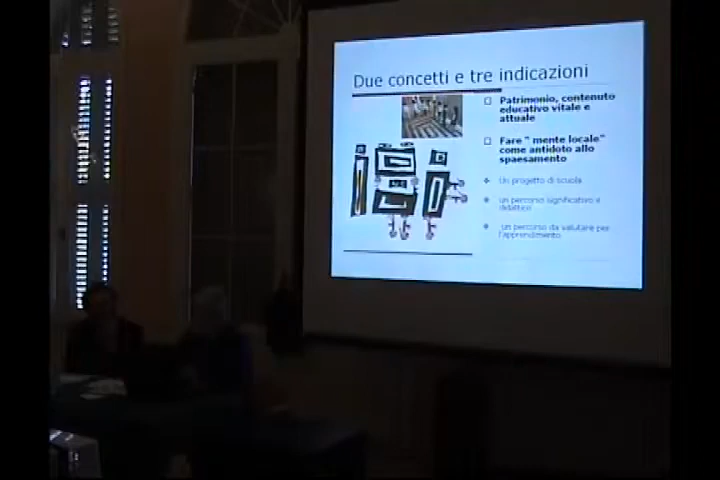 Due concetti e tre indicazioni
Patrimonio, contenuto
educativo vitale e
attuale
Fare " mente locale"
come antidoto allo
spaesamento
Un progetto di scuola
un percorso significativo e
didattico
un percorso da valutare per
l'apprendimento